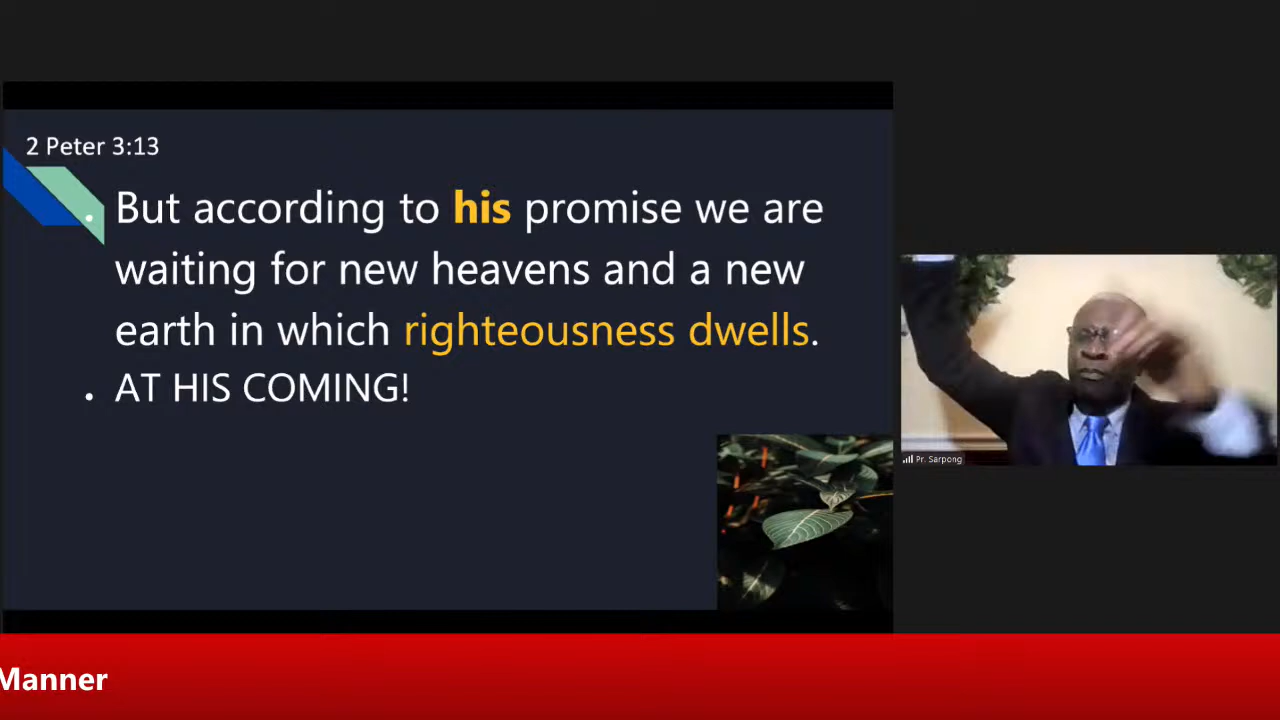 2 Peter 3:13
• But according to his promise we are
waiting for new heavens and a new
earth in which righteousness dwells.
• AT HIS COMING!
Pr. Sarpong
Manner